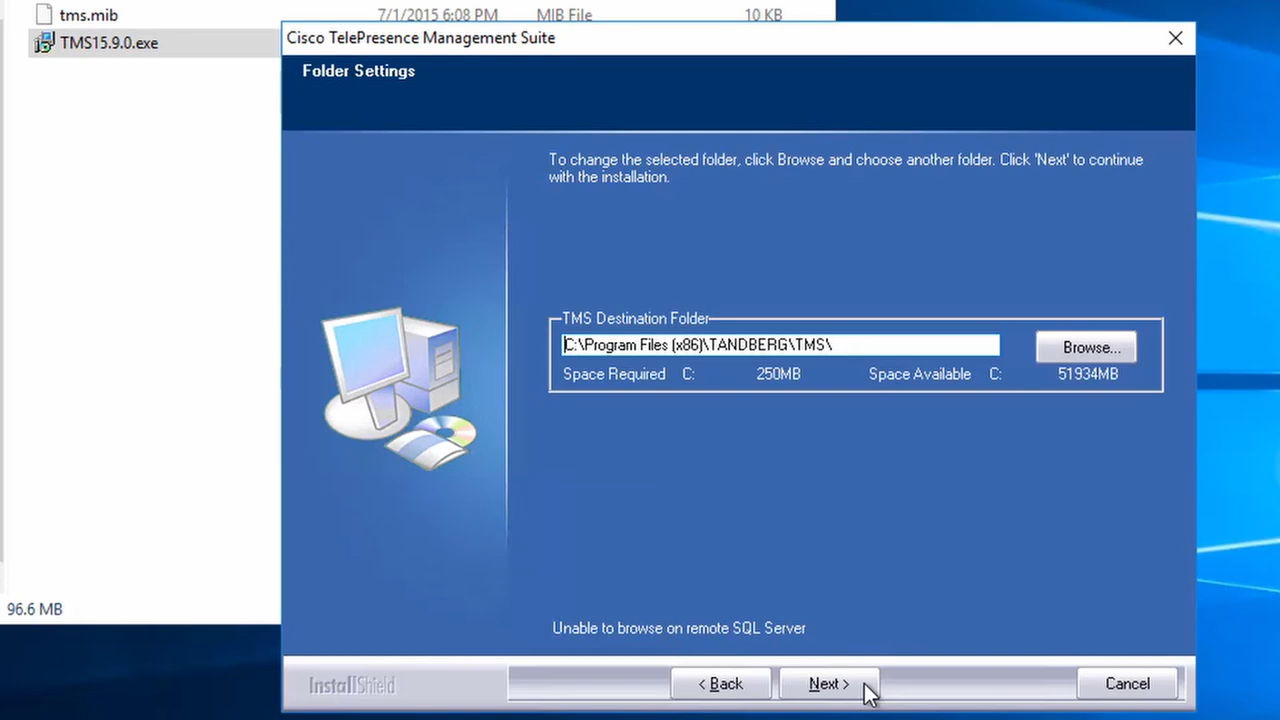 tms.mib 7/1/2015 6:08 PM MIB File 10 KB
TMS15.9.0.exe
Cisco TelePresence Management Suite
Folder Settings
To change the selected folder, click Browse and choose another folder. Click 'Next' to continue
with the installation.
TMS Destination Folder
C:\Program Files (x86)\TANDBERG\TMS\
Browse...
Space Required C: 250MB Space Available C: 51934MB
96.6 MB
Unable to browse on remote SQL Server
InstallShield
< Back
Next >
Cancel